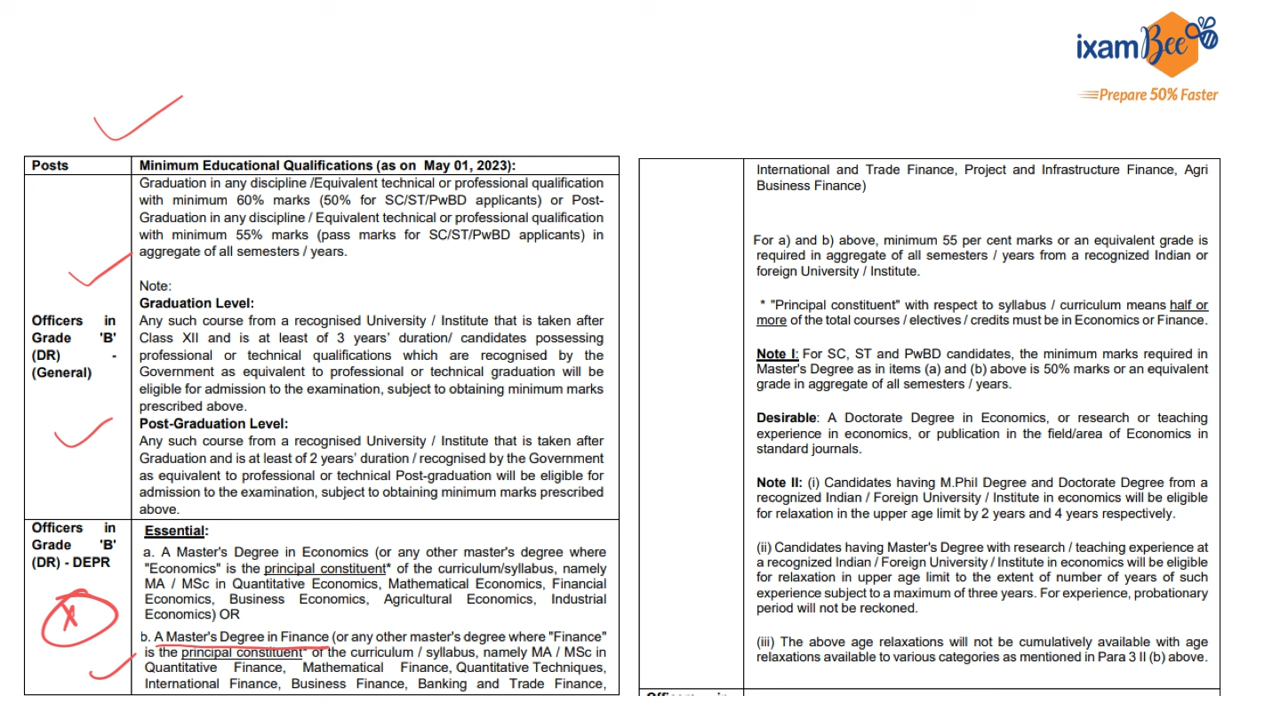 ixamBee
Prepare 50% Faster
Posts
Minimum Educational Qualifications (as on May 01, 2023):
Officers in
Grade 'B'
(DR) -
(General)
Graduation in any discipline /Equivalent technical or professional qualification
with minimum 60% marks (50% for SC/ST/PwBD applicants) or Post-
Graduation in any discipline / Equivalent technical or professional qualification
with minimum 55% marks (pass marks for SC/ST/PwBD applicants) in
aggregate of all semesters / years.
Note:
Graduation Level:
Any such course from a recognised University / Institute that is taken after
Class XII and is at least of 3 years' duration/ candidates possessing
professional or technical qualifications which are recognised by the
Government as equivalent to professional or technical graduation will be
eligible for admission to the examination, subject to obtaining minimum marks
prescribed above.
Post-Graduation Level:
Any such course from a recognised University / Institute that is taken after
Graduation and is at least of 2 years' duration / recognised by the Government
as equivalent to professional or technical Post-graduation will be eligible for
admission to the examination, subject to obtaining minimum marks prescribed
above.
Officers in
Grade 'B'
(DR) - DEPR
Essential:
a. A Master's Degree in Economics (or any other master's degree where
"Economics" is the principal constituent* of the curriculum/syllabus, namely
MA / MSc in Quantitative Economics, Mathematical Economics, Financial
Economics, Business Economics, Agricultural Economics, Industrial
Economics) OR
b. A Master's Degree in Finance (or any other master's degree where "Finance"
is the principal constituent* of the curriculum / syllabus, namely MA / MSc in
Quantitative Finance, Mathematical Finance, Quantitative Techniques,
International Finance, Business Finance, Banking and Trade Finance,
International and Trade Finance, Project and Infrastructure Finance, Agri
Business Finance)
For a) and b) above, minimum 55 per cent marks or an equivalent grade is
required in aggregate of all semesters / years from a recognized Indian or
foreign University / Institute.
* "Principal constituent" with respect to syllabus / curriculum means half or
more of the total courses / electives / credits must be in Economics or Finance.
Note I: For SC, ST and PwBD candidates, the minimum marks required in
Master's Degree as in items (a) and (b) above is 50% marks or an equivalent
grade in aggregate of all semesters / years.
Desirable: A Doctorate Degree in Economics, or research or teaching
experience in economics, or publication in the field/area of Economics in
standard journals.
Note II: (i) Candidates having M.Phil Degree and Doctorate Degree from a
recognized Indian / Foreign University / Institute in economics will be eligible
for relaxation in the upper age limit by 2 years and 4 years respectively.
(ii) Candidates having Master's Degree with research / teaching experience at
a recognized Indian / Foreign University / Institute in economics will be eligible
for relaxation in upper age limit to the extent of number of years of such
experience subject to a maximum of three years. For experience, probationary
period will not be reckoned.
(iii) The above age relaxations will not be cumulatively available with age
relaxations available to various categories as mentioned in Para 3 II (b) above.